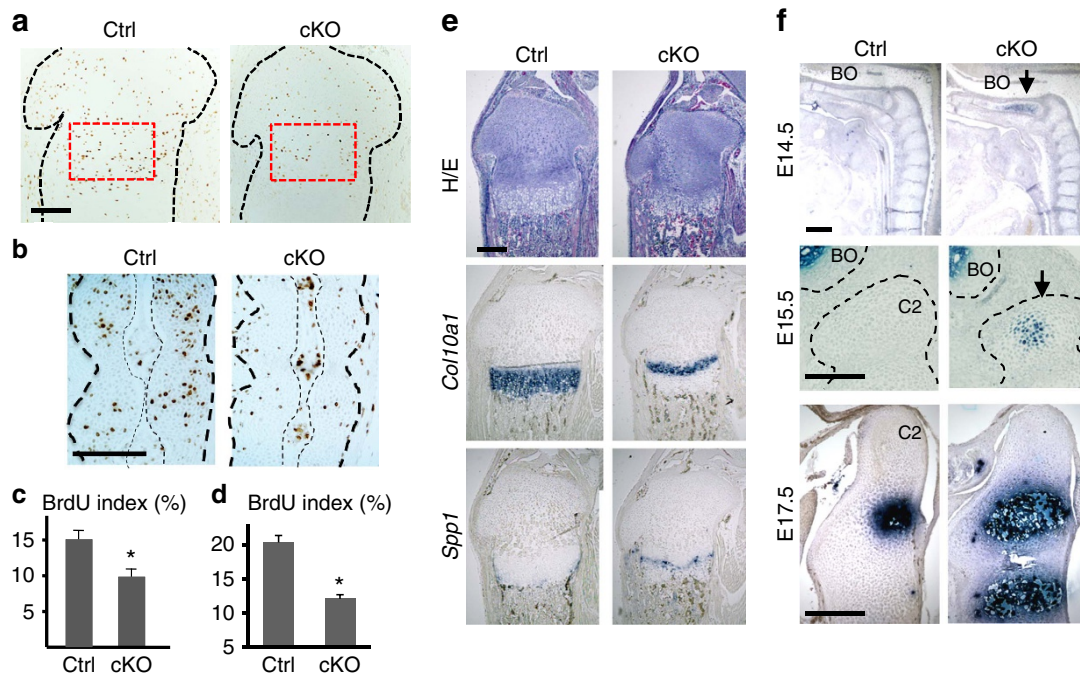 a
Ctrl cKO
b
Ctrl cKO
c
BrdU index (%)
15
10
5
Ctrl cKO
*
d
BrdU index (%)
20
15
10
5
Ctrl cKO
*
e
Ctrl cKO
H/E
Col10a1
Spp1
f
Ctrl cKO
E14.5
BO BO
E15.5
BO BO
C2
E17.5
C2